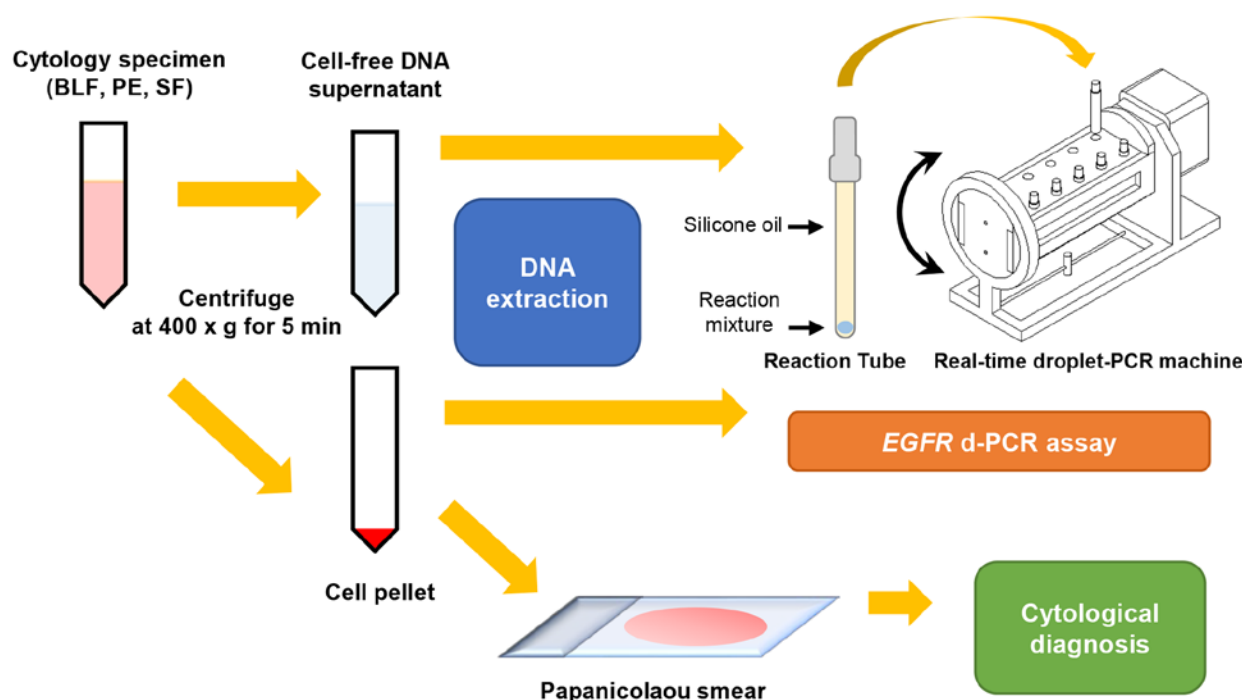 Cytology specimen
(BLF, PE, SF)
Cell-free DNA
supernatant
Centrifuge
at 400 x g for 5 min
DNA
extraction
Silicone oil
Reaction
mixture
Reaction Tube
Real-time droplet-PCR machine
EGFR d-PCR assay
Cell pellet
Papanicolaou smear
Cytological
diagnosis